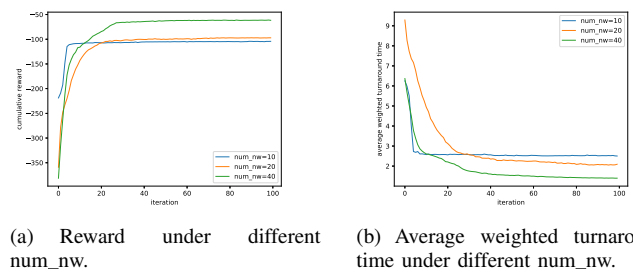 −50
−100
−150
−200
−250
−300
−350
cumulative reward
0
20
40
60
80
100
iteration
num_nw=10
num_nw=20
num_nw=40
9
8
7
6
5
4
3
2
average weighted turnaround time
0
20
40
60
80
100
iteration
num_nw=10
num_nw=20
num_nw=40
(a) Reward under different
num_nw.
(b) Average weighted turnaro
time under different num_nw.